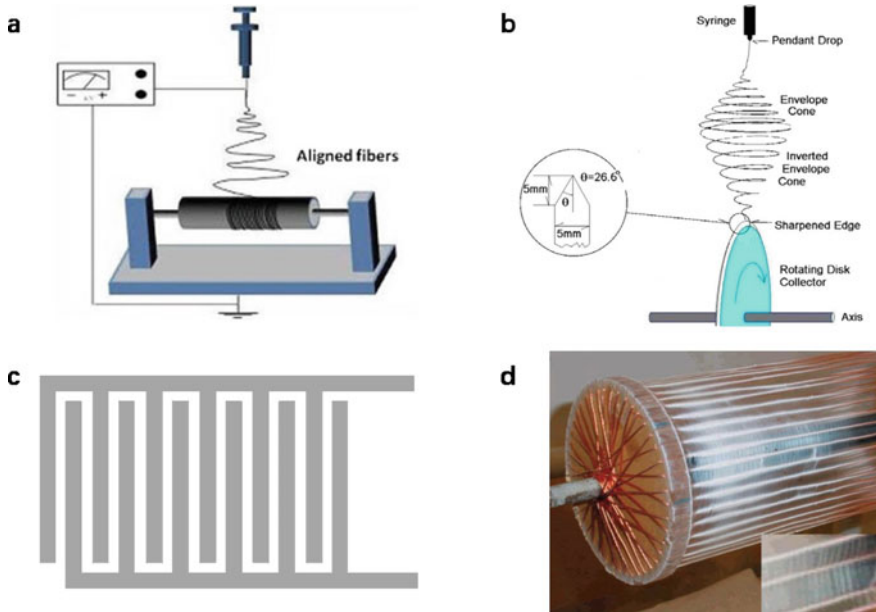 a
− +
Aligned fibers
b
Syringe
Pendant Drop
Envelope
Cone
Inverted
Envelope
Cone
θ=26.6°
5mm
θ
5mm
Sharpened Edge
Rotating Disk
Collector
Axis
c
d